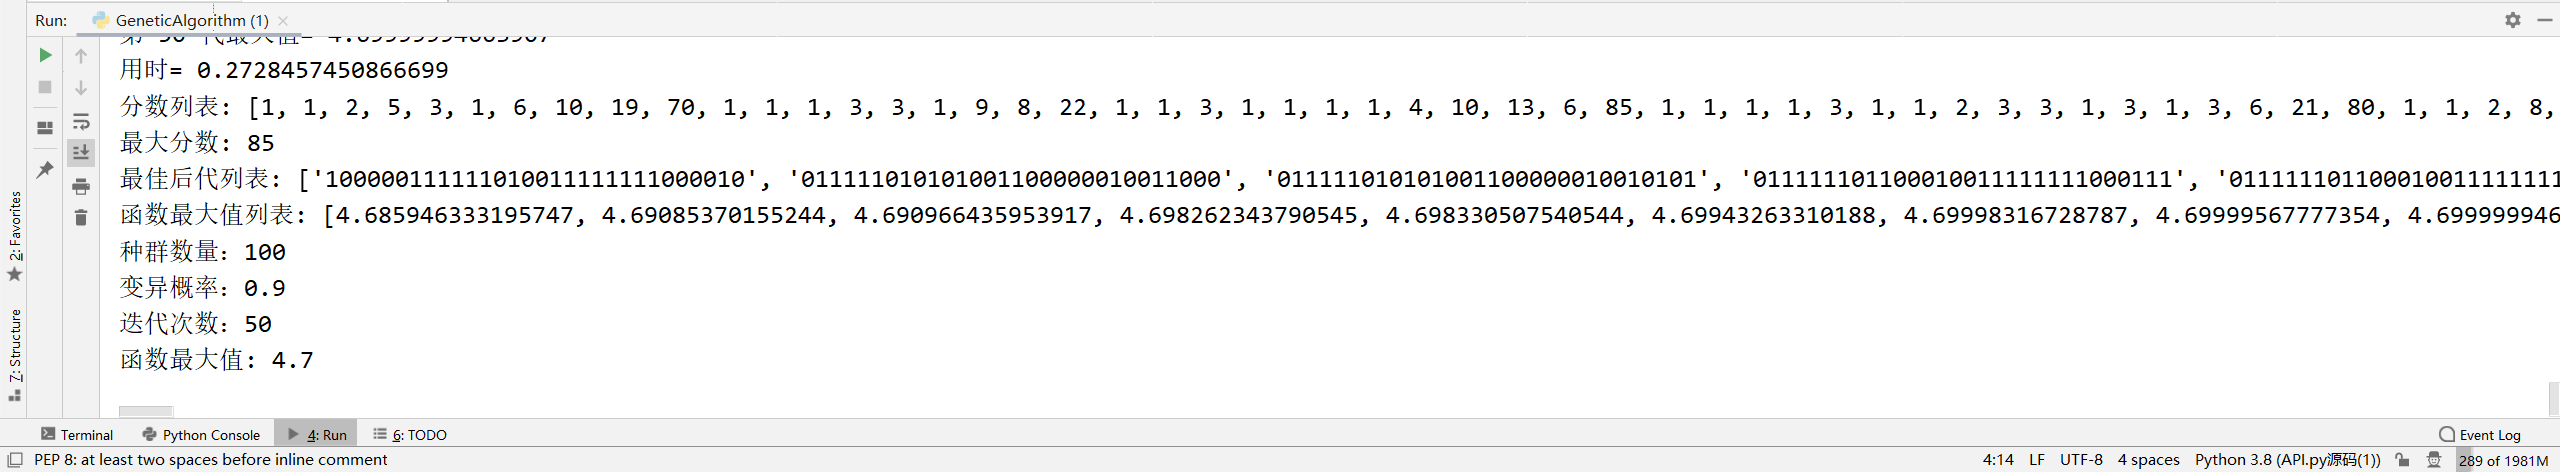 Run: GeneticAlgorithm (1)
用时= 0.2728457450866699
分数列表: [1, 1, 2, 5, 3, 1, 6, 10, 19, 70, 1, 1, 1, 3, 3, 1, 9, 8, 22, 1, 1, 3, 1, 1, 1, 1, 4, 10, 13, 6, 85, 1, 1, 1, 1, 3, 1, 1, 2, 3, 3, 1, 3, 1, 3, 6, 21, 80, 1, 1, 2, 8,
最大分数: 85
最佳后代列表: ['100000111111010011111111000010', '011111010101001100000010011000', '011111010101001100000010010101', '011111101100010011111111000111', '0111111011000100111111111
函数最大值列表: [4.685946333195747, 4.69085370155244, 4.690966435953917, 4.698262343790545, 4.698330507540544, 4.69943263310188, 4.69998316728787, 4.69999567777354, 4.699999946
种群数量: 100
变异概率: 0.9
迭代次数: 50
函数最大值: 4.7
2: Favorites
7: Structure
Terminal Python Console 4: Run 6: TODO Event Log
PEP 8: at least two spaces before inline comment 4:14 LF UTF-8 4 spaces Python 3.8 (API.py源码(1)) 289 of 1981M